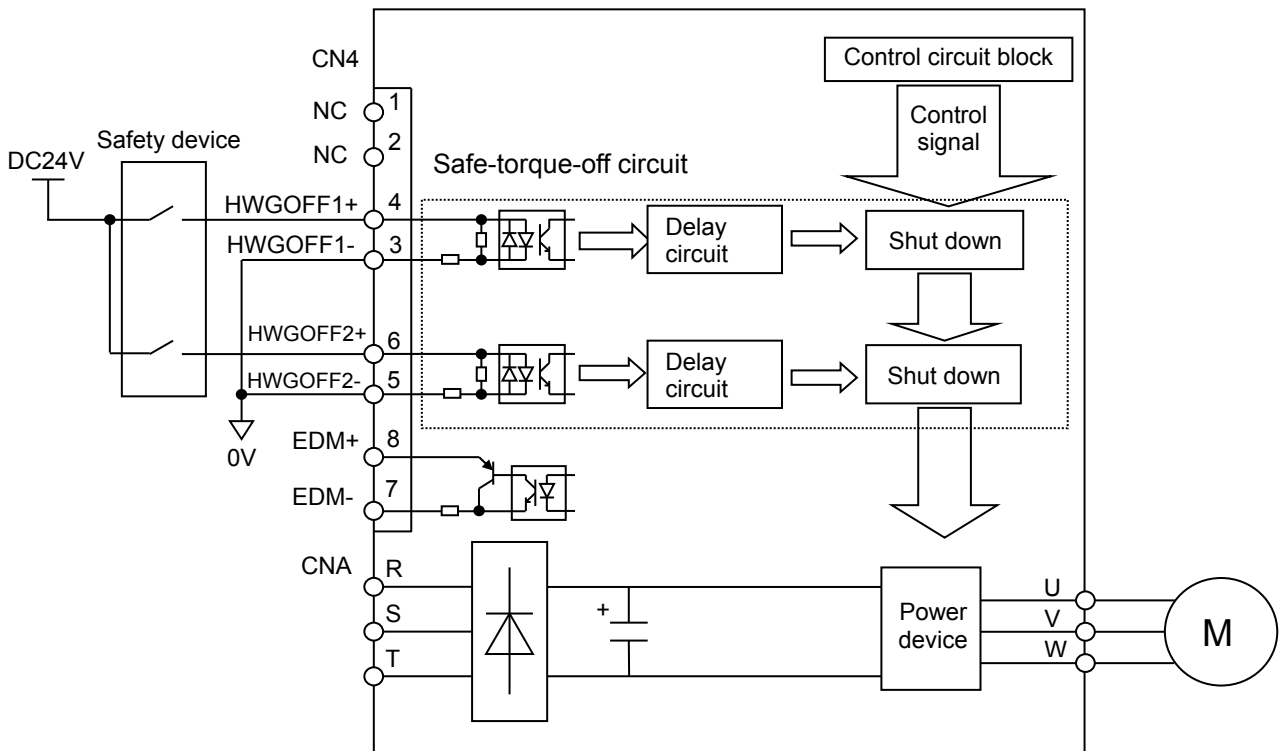 CN4
Control circuit block
NC
1
Control
signal
NC
2
Safety device
DC24V
Safe-torque-off circuit
HWGOFF1+
4
HWGOFF1-
3
Delay
circuit
Shut down
HWGOFF2+
6
HWGOFF2-
5
Delay
circuit
Shut down
0V
EDM+
8
EDM-
7
CNA
R
S
T
+
Power
device
U
V
W
M